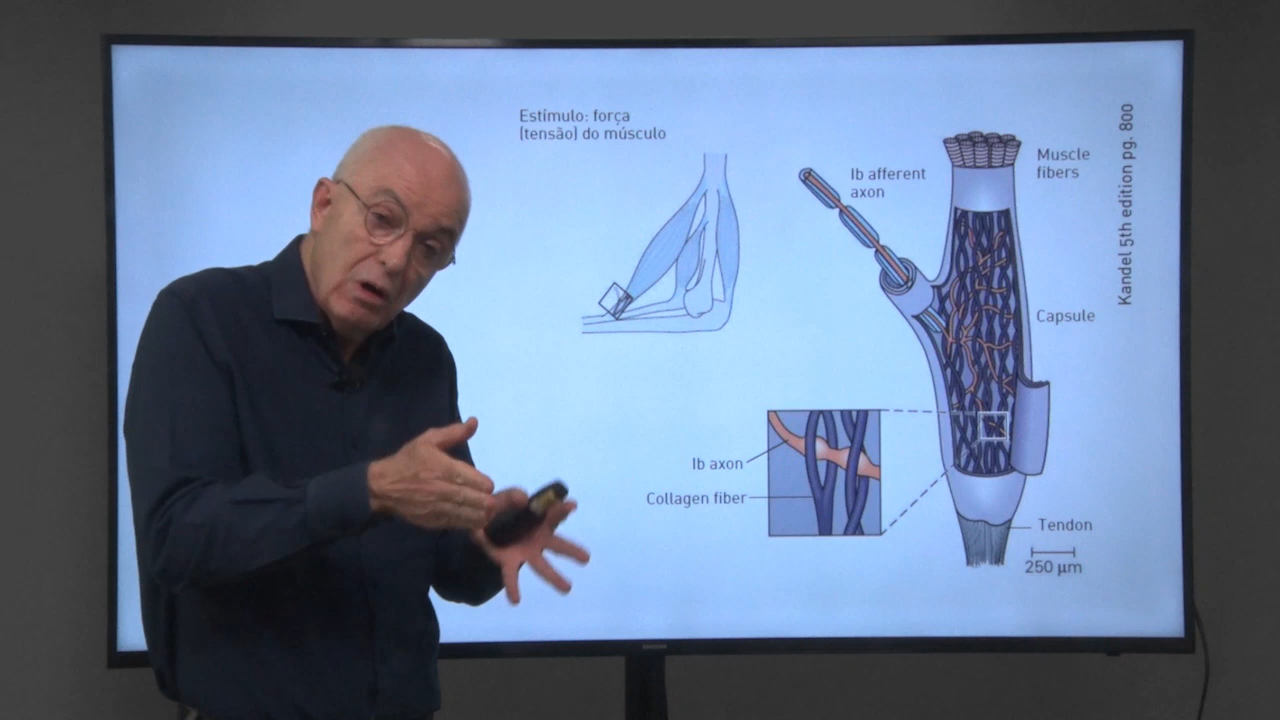 Estímulo: força
(tensão) do músculo
Ib afferent
axon
Muscle
fibers
Kandel 5th edition pg. 800
Capsule
Ib axon
Collagen fiber
Tendon
250 µm